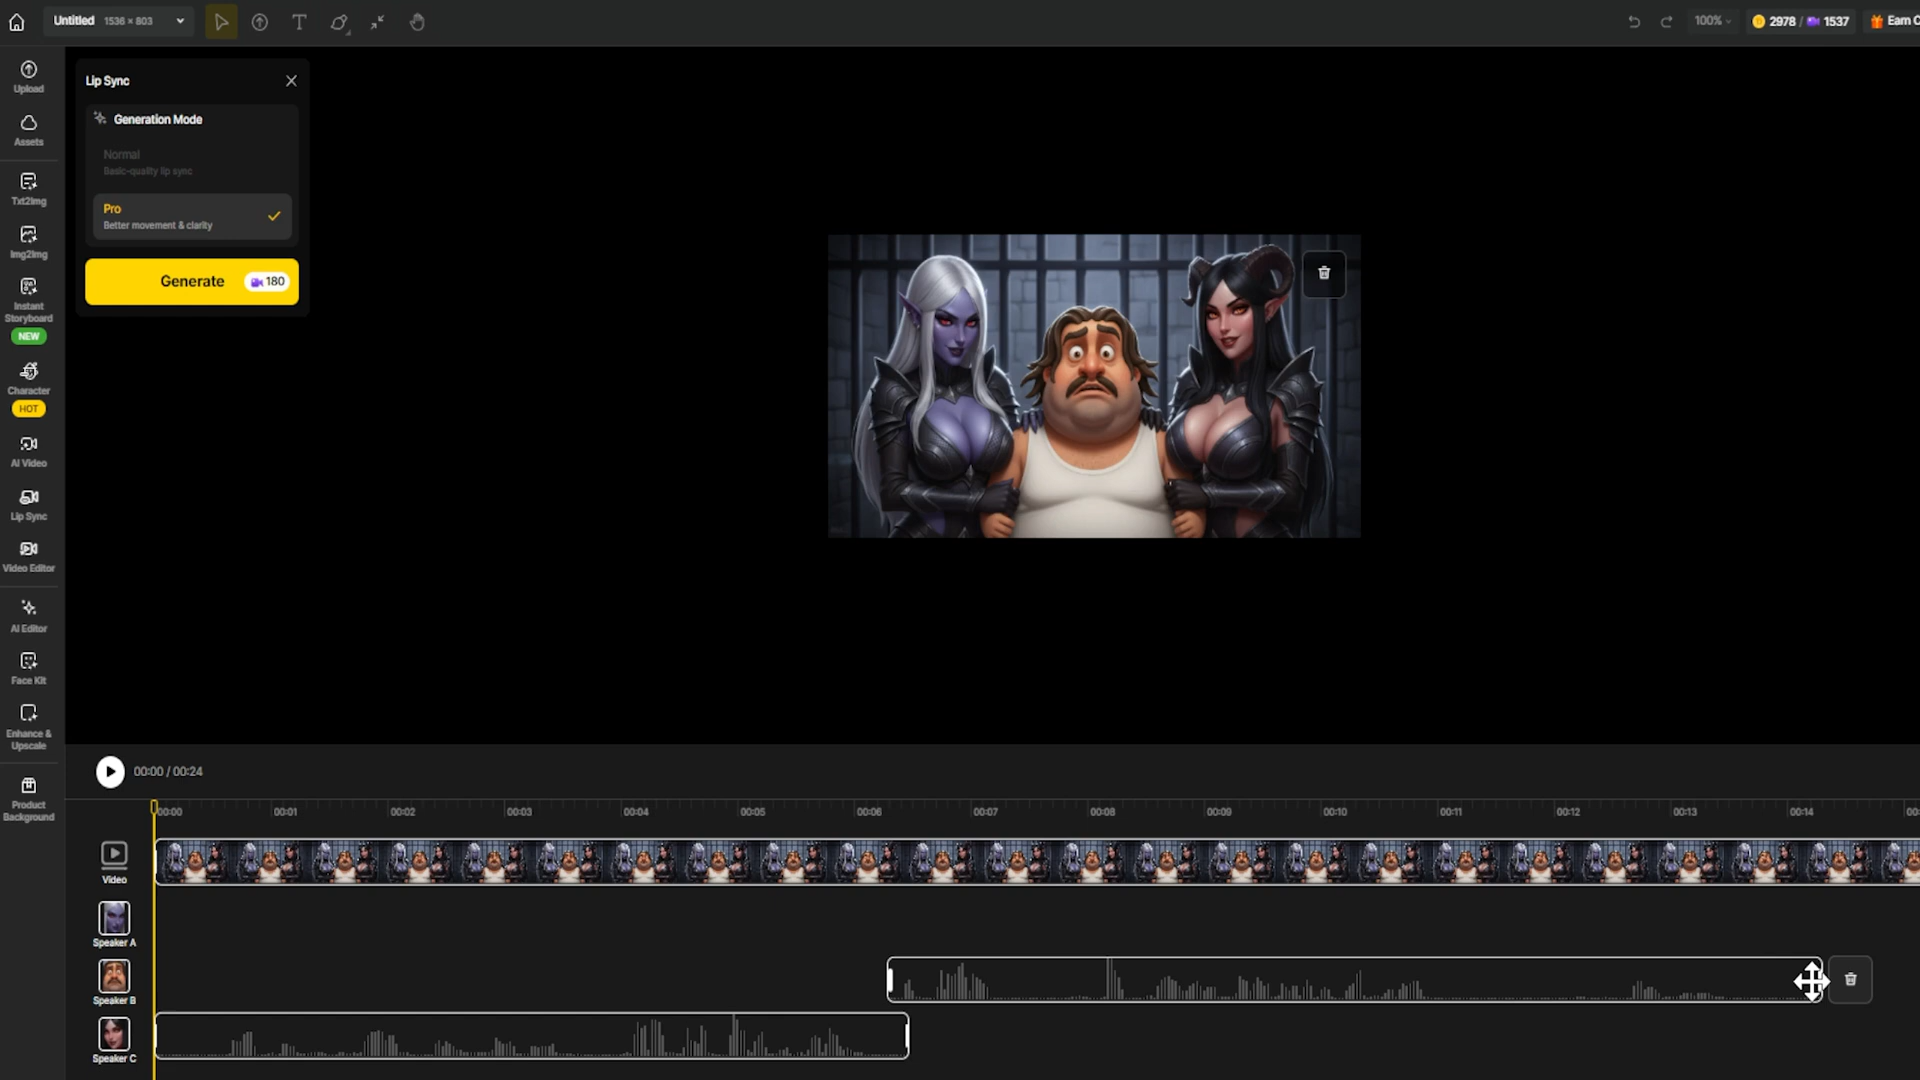 Untitled 1536 × 803
100%
2978 / 1537
Earn C
Upload
Assets
Txt2Img
Img2Img
Instant
Storyboard
NEW
Character
HOT
AI Video
Lip Sync
Video Editor
AI Editor
Face Kit
Enhance &
Upscale
Product
Background
Lip Sync
Generation Mode
Normal
Basic-quality lip sync
Pro
Better movement & clarity
Generate 180
00:00 / 00:24
00:00 00:01 00:02 00:03 00:04 00:05 00:06 00:07 00:08 00:09 00:10 00:11 00:12 00:13 00:14 00:
Video
Speaker A
Speaker B
Speaker C